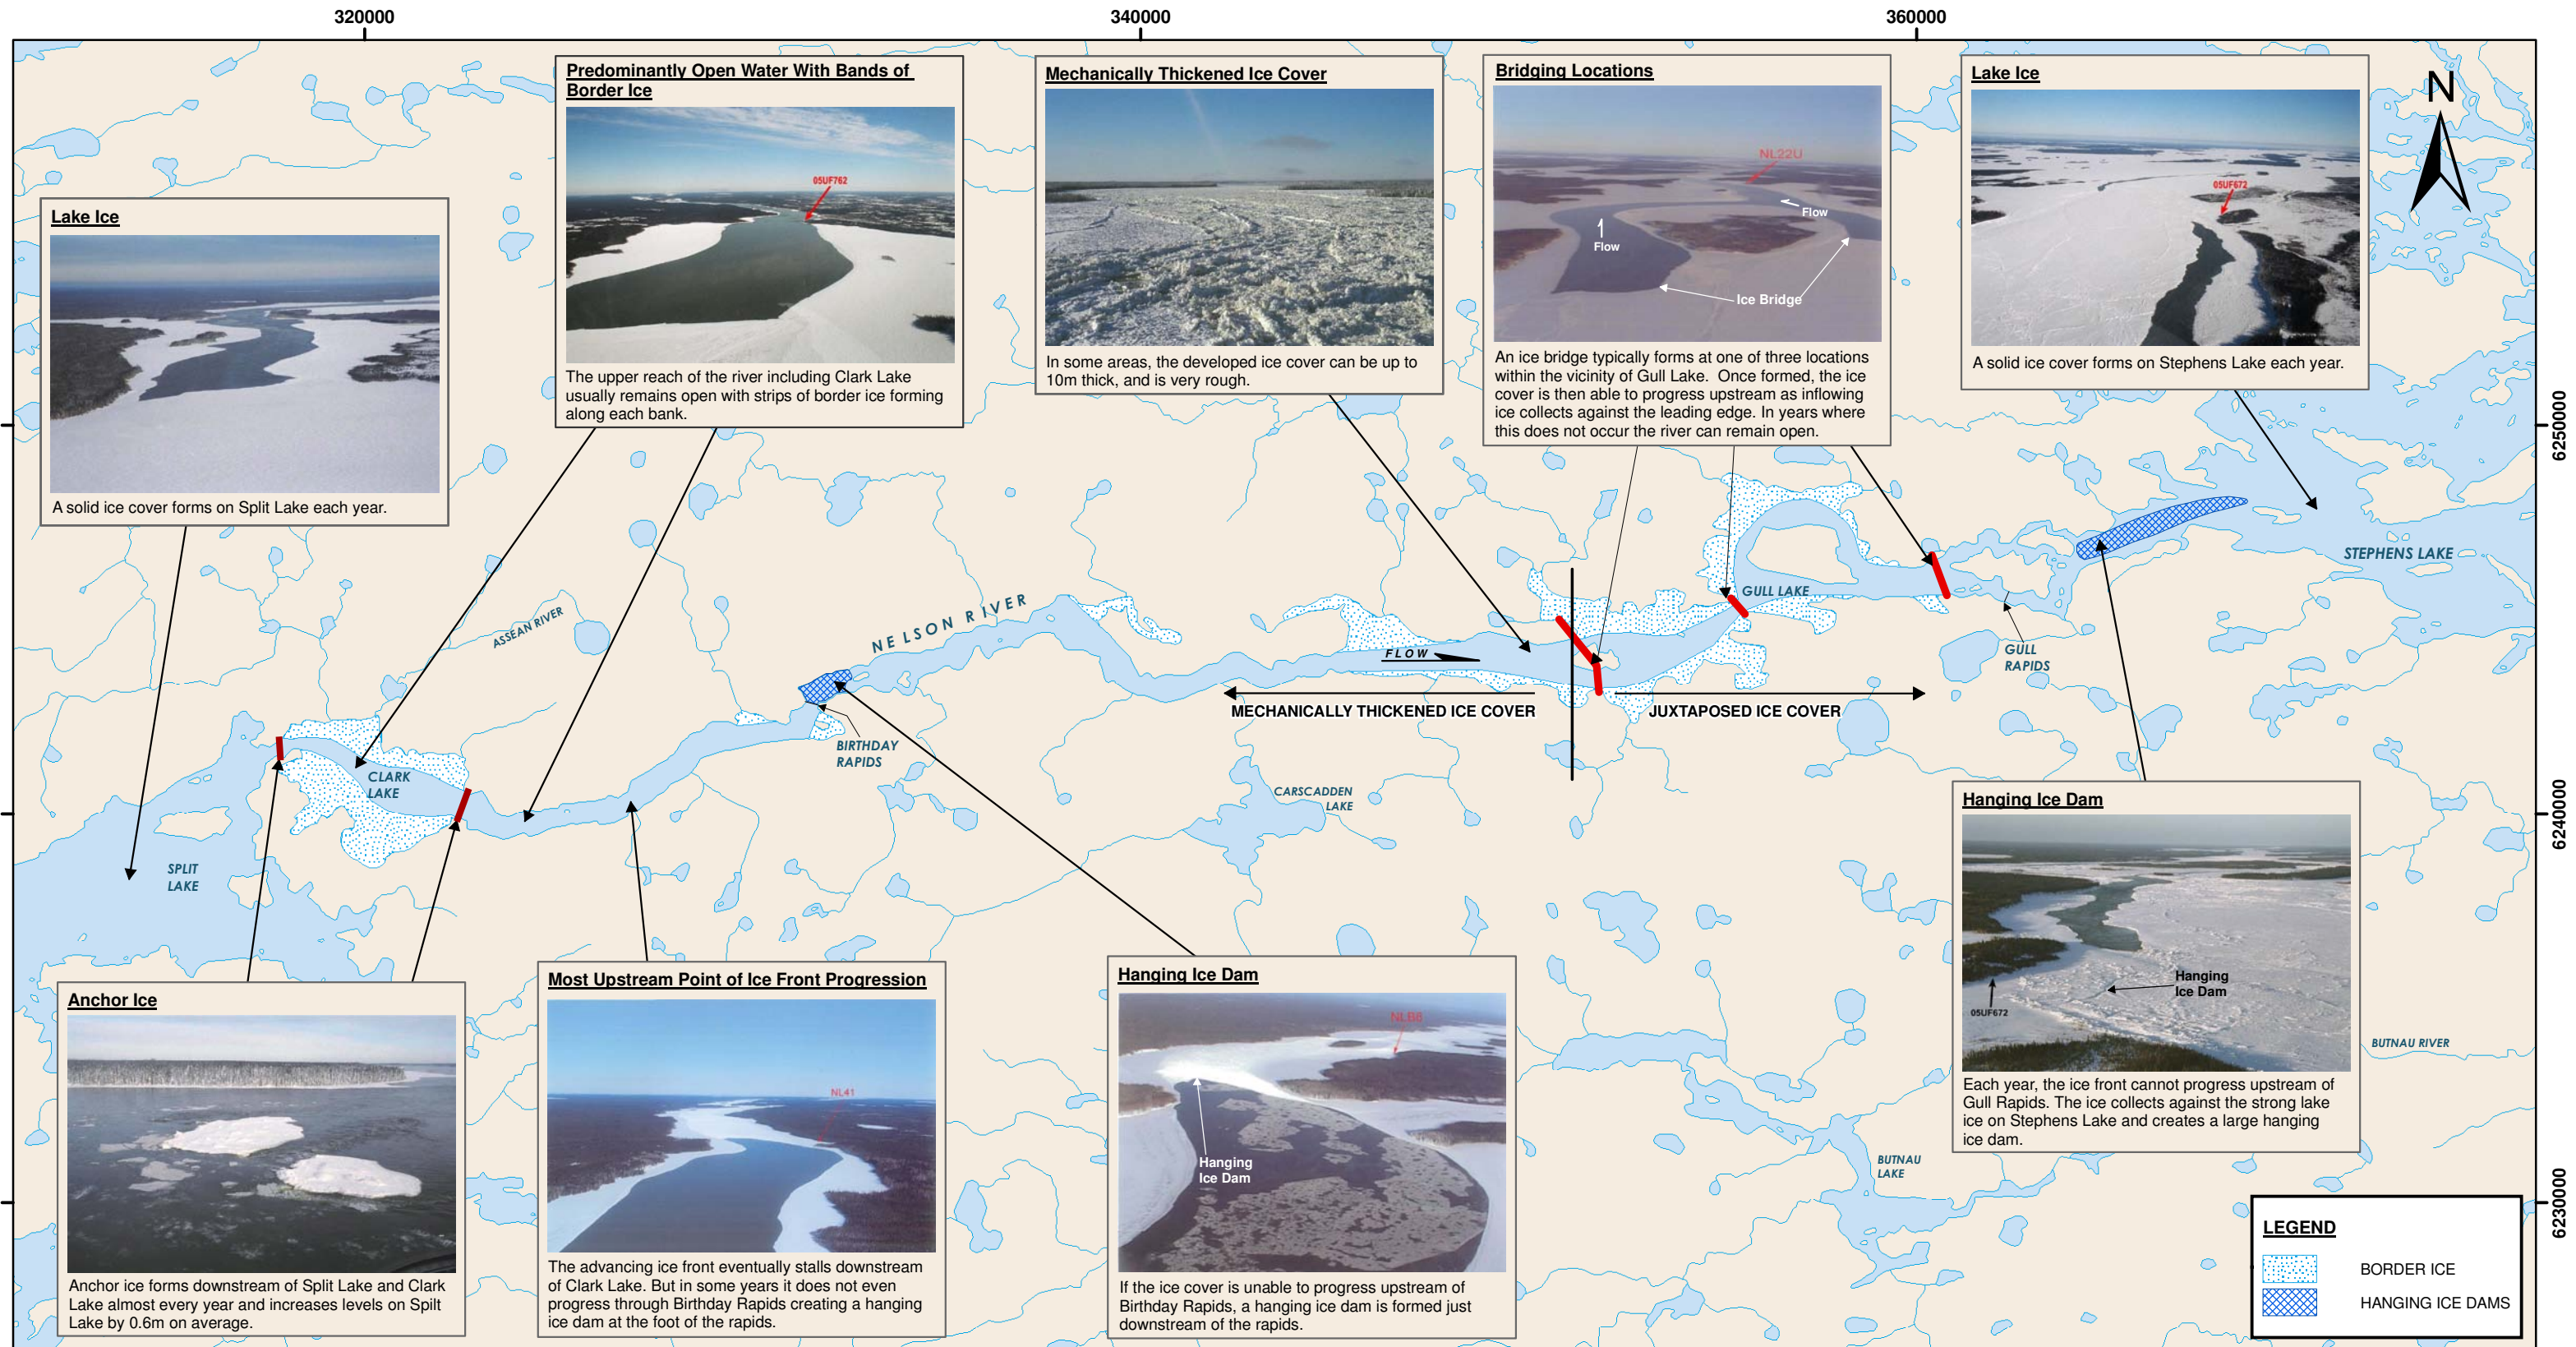 320000
340000
360000
Lake Ice
A solid ice cover forms on Split Lake each year.
Predominantly Open Water With Bands of
Border Ice
05UF762
The upper reach of the river including Clark Lake
usually remains open with strips of border ice forming
along each bank.
Mechanically Thickened Ice Cover
In some areas, the developed ice cover can be up to
10m thick, and is very rough.
Bridging Locations
NL22U
Flow
Flow
Ice Bridge
An ice bridge typically forms at one of three locations
within the vicinity of Gull Lake. Once formed, the ice
cover is then able to progress upstream as inflowing
ice collects against the leading edge. In years where
this does not occur the river can remain open.
Lake Ice
05UF672
A solid ice cover forms on Stephens Lake each year.
N
6250000
6240000
6230000
STEPHENS LAKE
GULL LAKE
GULL
RAPIDS
NELSON RIVER
ASSEAN RIVER
FLOW
MECHANICALLY THICKENED ICE COVER
JUXTAPOSED ICE COVER
BIRTHDAY
RAPIDS
CLARK
LAKE
CARSCADDEN
LAKE
SPLIT
LAKE
Anchor Ice
Anchor ice forms downstream of Split Lake and Clark
Lake almost every year and increases levels on Spilt
Lake by 0.6m on average.
Most Upstream Point of Ice Front Progression
NL41
The advancing ice front eventually stalls downstream
of Clark Lake. But in some years it does not even
progress through Birthday Rapids creating a hanging
ice dam at the foot of the rapids.
Hanging Ice Dam
NLB6
Hanging
Ice Dam
If the ice cover is unable to progress upstream of
Birthday Rapids, a hanging ice dam is formed just
downstream of the rapids.
Hanging Ice Dam
Hanging
Ice Dam
05UF672
Each year, the ice front cannot progress upstream of
Gull Rapids. The ice collects against the strong lake
ice on Stephens Lake and creates a large hanging
ice dam.
BUTNAU RIVER
BUTNAU
LAKE
LEGEND
BORDER ICE
HANGING ICE DAMS